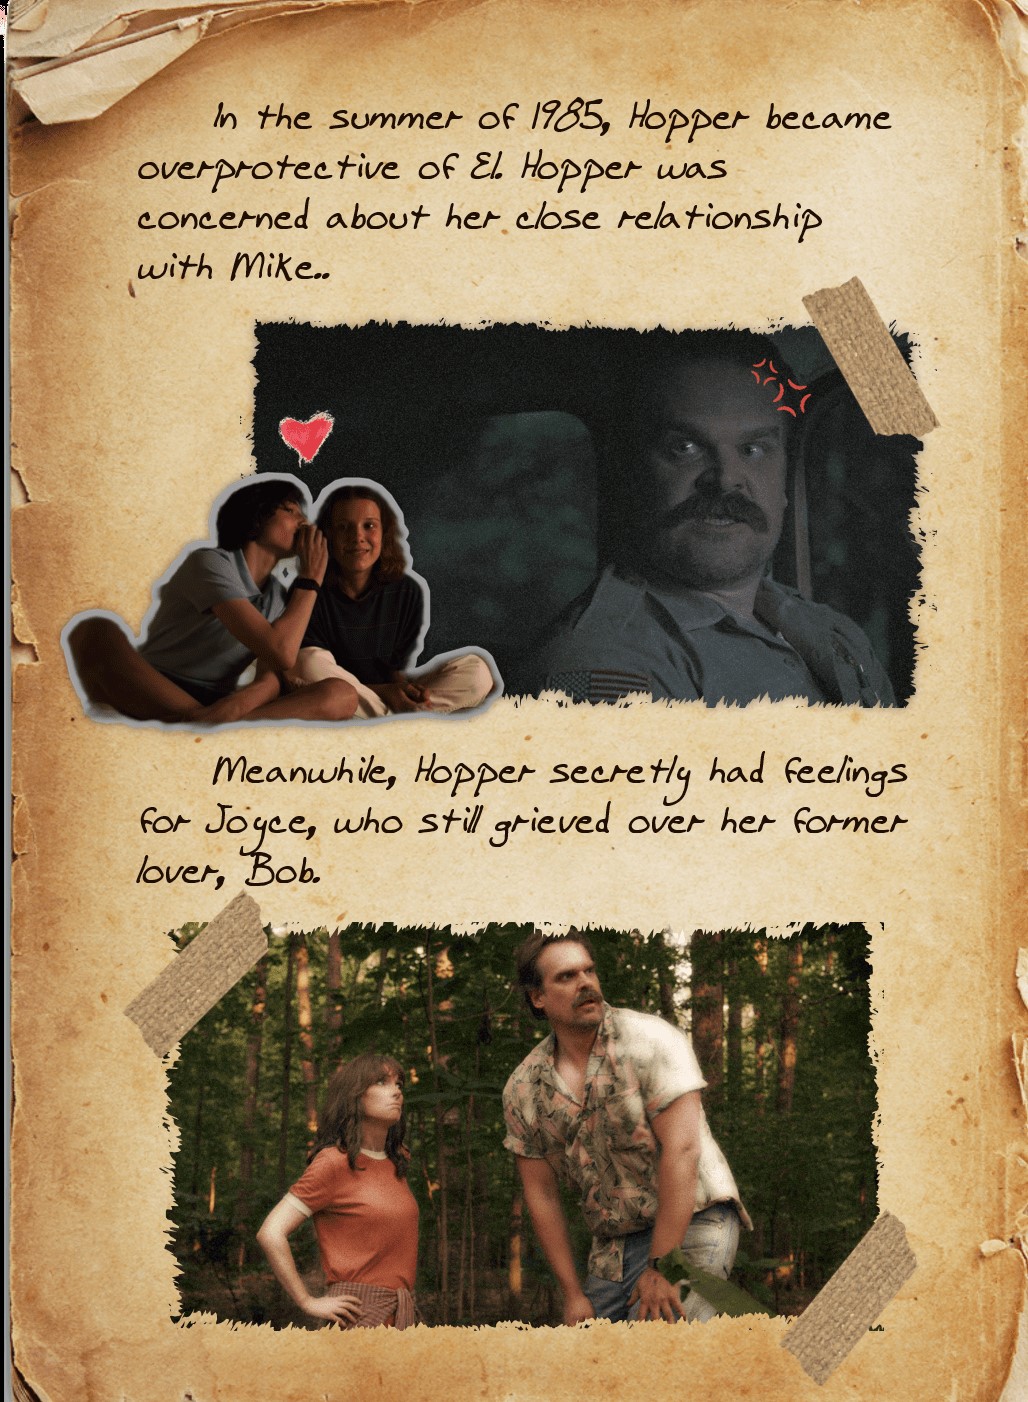 In the summer of 1985, Hopper became
overprotective of El. Hopper was
concerned about her close relationship
with Mike..
Meanwhile, Hopper secretly had feelings
for Joyce, who still grieved over her former
lover, Bob.